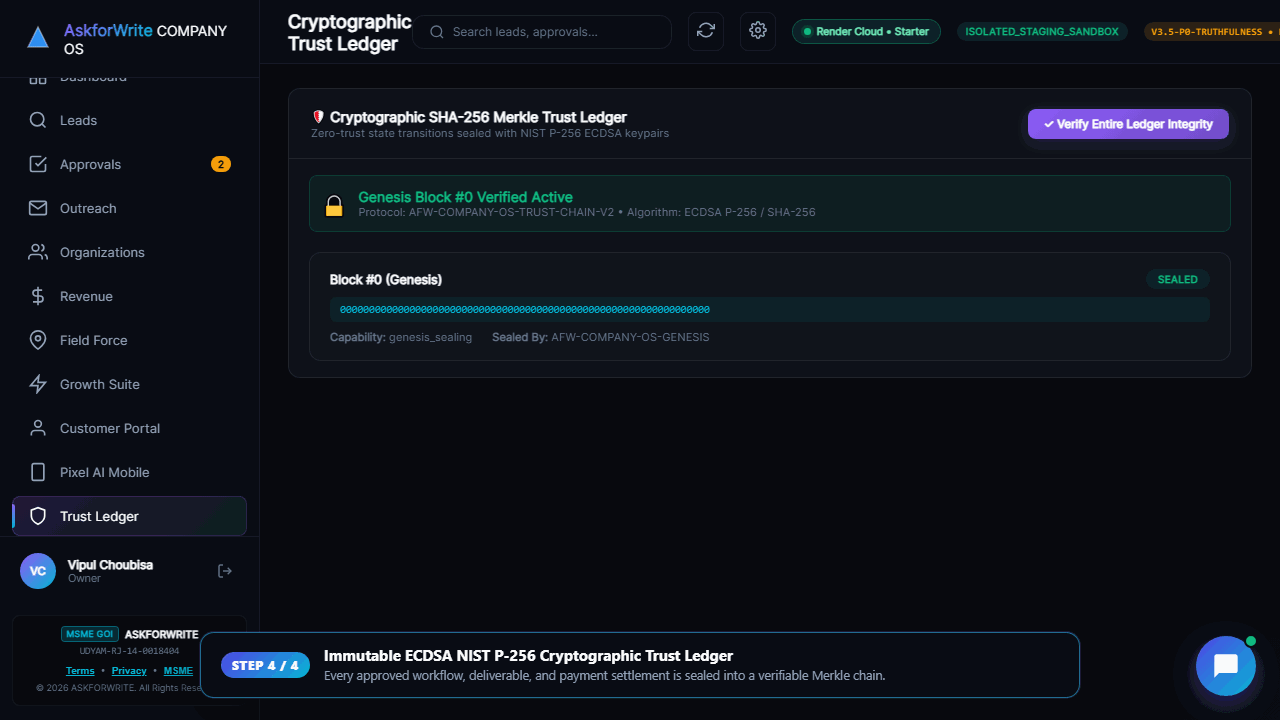 AskforWrite COMPANY OS
Dashboard
Leads
Approvals 2
Outreach
Organizations
Revenue
Field Force
Growth Suite
Customer Portal
Pixel AI Mobile
Trust Ledger
VC
Vipul Choubisa
Owner
MSME GOI ASKFORWRITE
UDYAM-RJ-14-0018404
Terms • Privacy • MSME
© 2026 ASKFORWRITE. All Rights
Cryptographic Trust Ledger
Search leads, approvals...
Render Cloud • Starter
ISOLATED_STAGING_SANDBOX
V3.5-P0-TRUTHFULNESS •
Cryptographic SHA-256 Merkle Trust Ledger
Zero-trust state transitions sealed with NIST P-256 ECDSA keypairs
✓ Verify Entire Ledger Integrity
Genesis Block #0 Verified Active
Protocol: AFW-COMPANY-OS-TRUST-CHAIN-V2 • Algorithm: ECDSA P-256 / SHA-256
Block #0 (Genesis)
SEALED
0000000000000000000000000000000000000000000000000000000000000000
Capability: genesis_sealing Sealed By: AFW-COMPANY-OS-GENESIS
STEP 4 / 4
Immutable ECDSA NIST P-256 Cryptographic Trust Ledger
Every approved workflow, deliverable, and payment settlement is sealed into a verifiable Merkle chain.